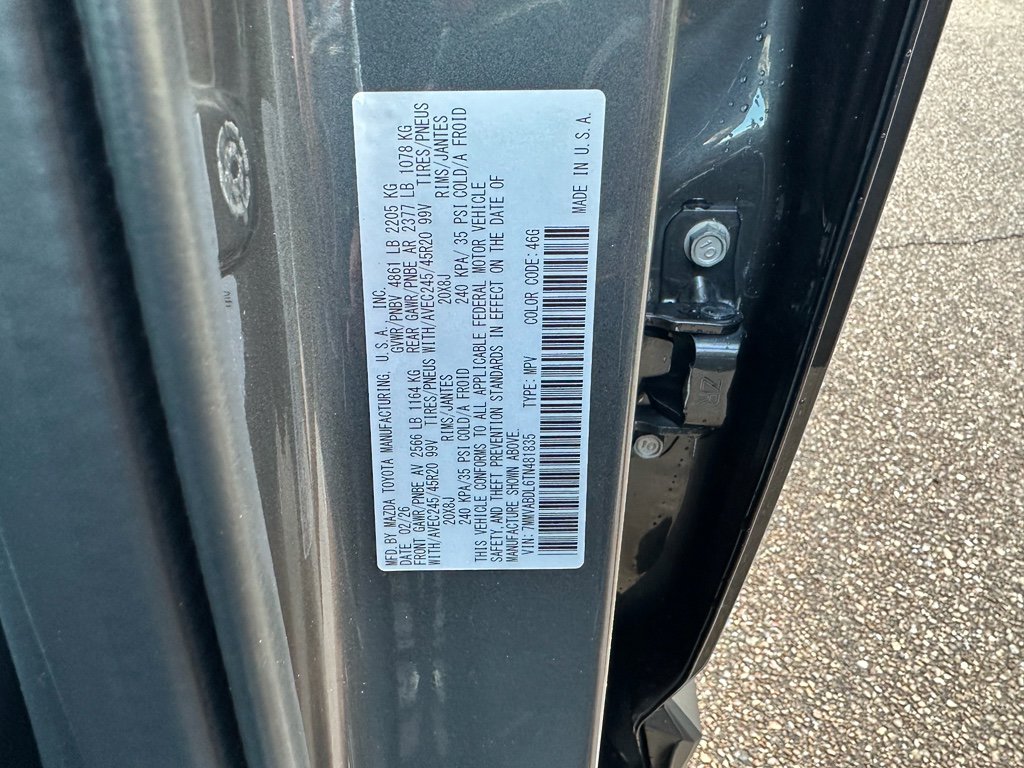 MFD. BY MAZDA TOYOTA MANUFACTURING, U.S.A. INC.
DATE 02/26 GVWR/PNBV 4861 LB 2205 KG
FRONT GAWR/PNBE AV 2566 LB 1164 KG REAR GAWR/PNBE AR 2377 LB 1078 KG
WITH/AVEC245/45R20 99V TIRES/PNEUS WITH/AVEC245/45R20 99V TIRES/PNEUS
20X8J RIMS/JANTES 20X8J RIMS/JANTES
240 KPA/35 PSI COLD/A FROID 240 KPA/ 35 PSI COLD/A FROID
THIS VEHICLE CONFORMS TO ALL APPLICABLE FEDERAL MOTOR VEHICLE
SAFETY AND THEFT PREVENTION STANDARDS IN EFFECT ON THE DATE OF
MANUFACTURE SHOWN ABOVE.
VIN: 7MMVABDL6TN481835 TYPE: MPV COLOR CODE: 46G
MADE IN U.S.A.